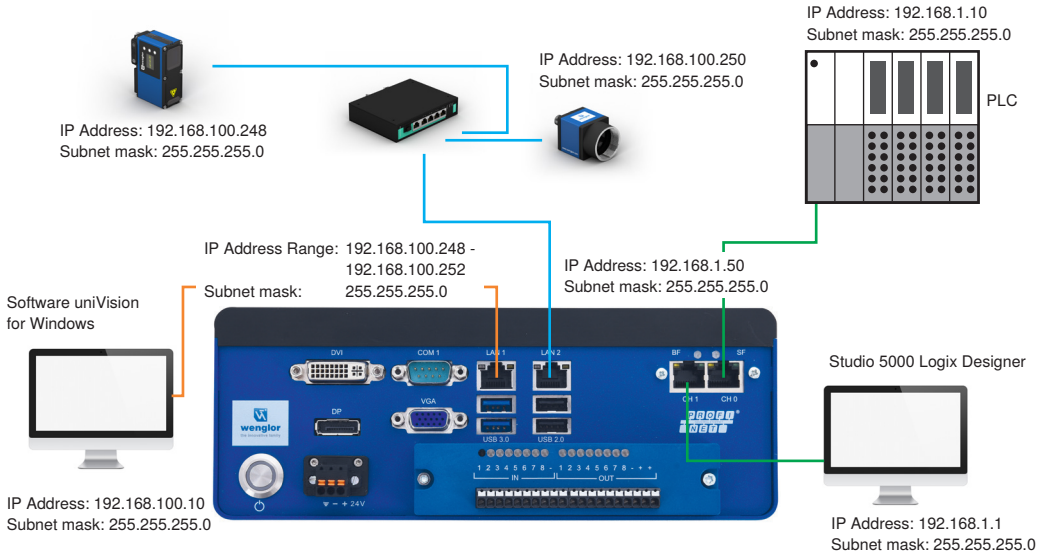 IP Address: 192.168.1.10
Subnet mask: 255.255.255.0
PLC
IP Address: 192.168.100.250
Subnet mask: 255.255.255.0
IP Address: 192.168.100.248
Subnet mask: 255.255.255.0
IP Address Range: 192.168.100.248 -
192.168.100.252
Subnet mask: 255.255.255.0
IP Address: 192.168.1.50
Subnet mask: 255.255.255.0
Software uniVision
for Windows
Studio 5000 Logix Designer
DVI
COM 1
LAN 1
LAN 2
BF
SF
CH 1
CH 0
PROFI®
NET
DP
VGA
wenglor
the innovative family
USB 3.0
USB 2.0
1 2 3 4 5 6 7 8 - 1 2 3 4 5 6 7 8 - + +
IN
OUT
- + 24V
IP Address: 192.168.100.10
Subnet mask: 255.255.255.0
IP Address: 192.168.1.1
Subnet mask: 255.255.255.0